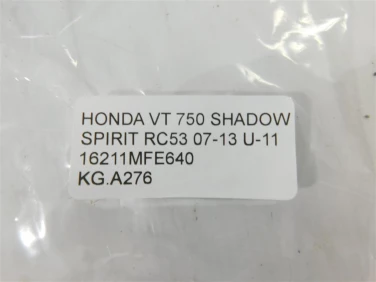 HONDA VT 750 SHADOW
SPIRIT RC53 07-13 U-11
16211MFE640
KG.A276